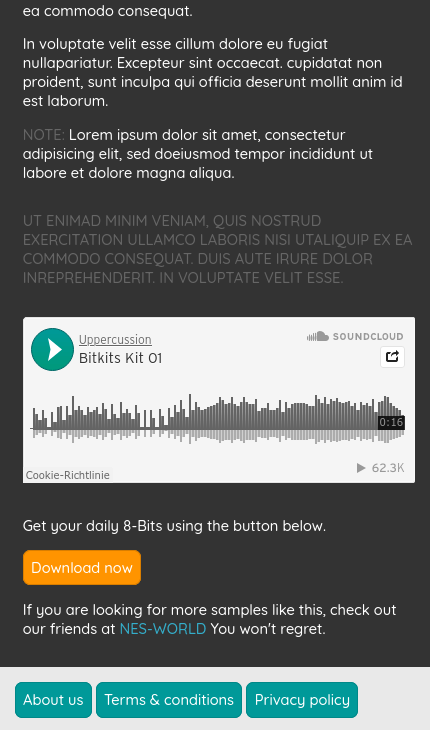 ea commodo consequat.
In voluptate velit esse cillum dolore eu fugiat
nullapariatur. Excepteur sint occaecat. cupidatat non
proident, sunt inculpa qui officia deserunt mollit anim id
est laborum.
NOTE: Lorem ipsum dolor sit amet, consectetur
adipisicing elit, sed doeiusmod tempor incididunt ut
labore et dolore magna aliqua.
UT ENIMAD MINIM VENIAM, QUIS NOSTRUD
EXERCITATION ULLAMCO LABORIS NISI UTALIQUIP EX EA
COMMODO CONSEQUAT. DUIS AUTE IRURE DOLOR
INREPREHENDERIT. IN VOLUPTATE VELIT ESSE.
Uppercussion
SOUNDCLOUD
Bitkits Kit 01
0:16
62.3K
Cookie-Richtlinie
Get your daily 8-Bits using the button below.
Download now
If you are looking for more samples like this, check out
our friends at NES-WORLD You won't regret.
About us Terms & conditions Privacy policy